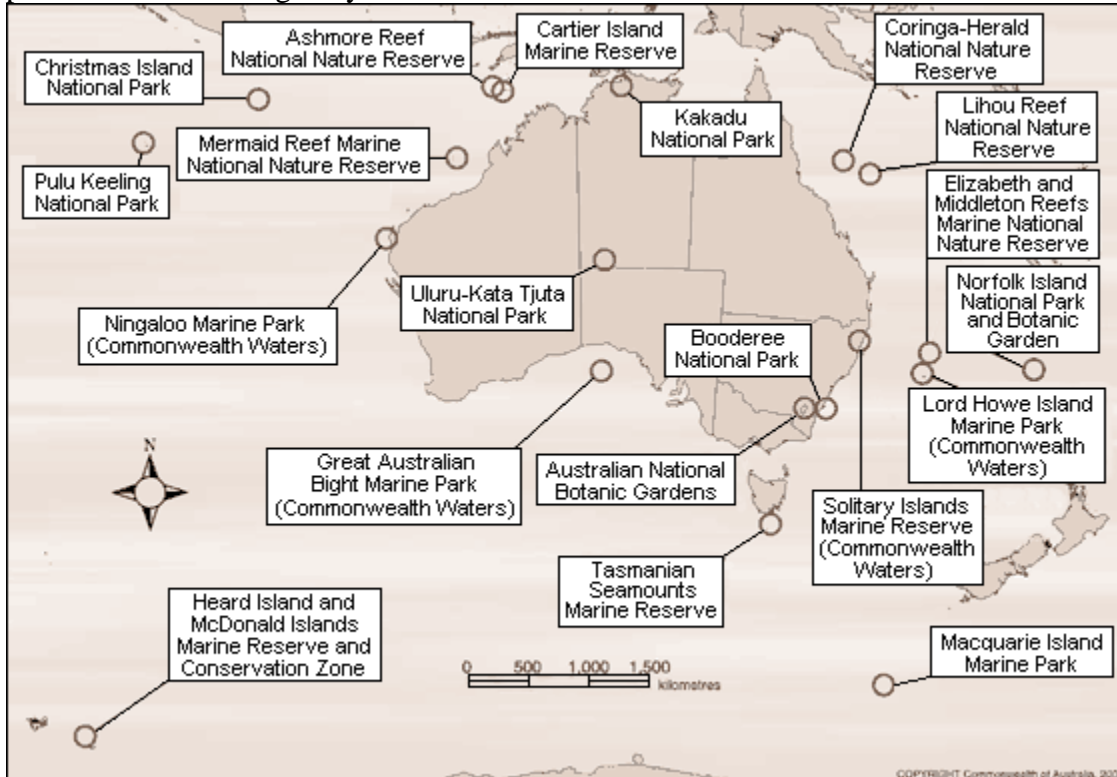 Ashmore Reef
National Nature Reserve
Cartier Island
Marine Reserve
Coringa-Herald
National Nature
Reserve
Christmas Island
National Park
Kakadu
National Park
Lihou Reef
National Nature
Reserve
Mermaid Reef Marine
National Nature Reserve
Pulu Keeling
National Park
Elizabeth and
Middleton Reefs
Marine National
Nature Reserve
Uluru-Kata Tjuta
National Park
Norfolk Island
National Park
and Botanic
Garden
Ningaloo Marine Park
(Commonwealth Waters)
Booderee
National Park
Lord Howe Island
Marine Park
(Commonwealth
Waters)
N
Great Australian
Bight Marine Park
(Commonwealth Waters)
Australian National
Botanic Gardens
Solitary Islands
Marine Reserve
(Commonwealth
Waters)
Tasmanian
Seamounts
Marine Reserve
Heard Island and
McDonald Islands
Marine Reserve and
Conservation Zone
Macquarie Island
Marine Park
0 500 1,000 1,500
kilometres
COPYRIGHT Commonwealth of Australia,